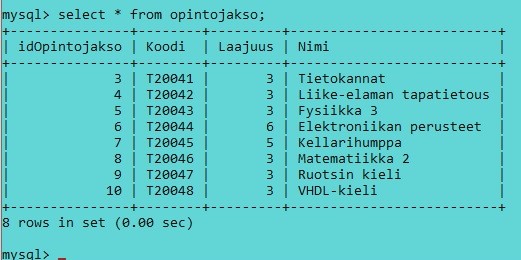 mysql> select * from opintojakso;
+--------------+--------+---------+--------------------------+
| idOpintojakso | Koodi | Laajuus | Nimi |
+--------------+--------+---------+--------------------------+
| 3 | T20041 | 3 | Tietokannat |
| 4 | T20042 | 3 | Liike-elaman tapatietous |
| 5 | T20043 | 3 | Fysiikka 3 |
| 6 | T20044 | 6 | Elektroniikan perusteet |
| 7 | T20045 | 5 | Kellarihumppa |
| 8 | T20046 | 3 | Matematiikka 2 |
| 9 | T20047 | 3 | Ruotsin kieli |
| 10 | T20048 | 3 | VHDL-kieli |
+--------------+--------+---------+--------------------------+
8 rows in set (0.00 sec)
mysql> _